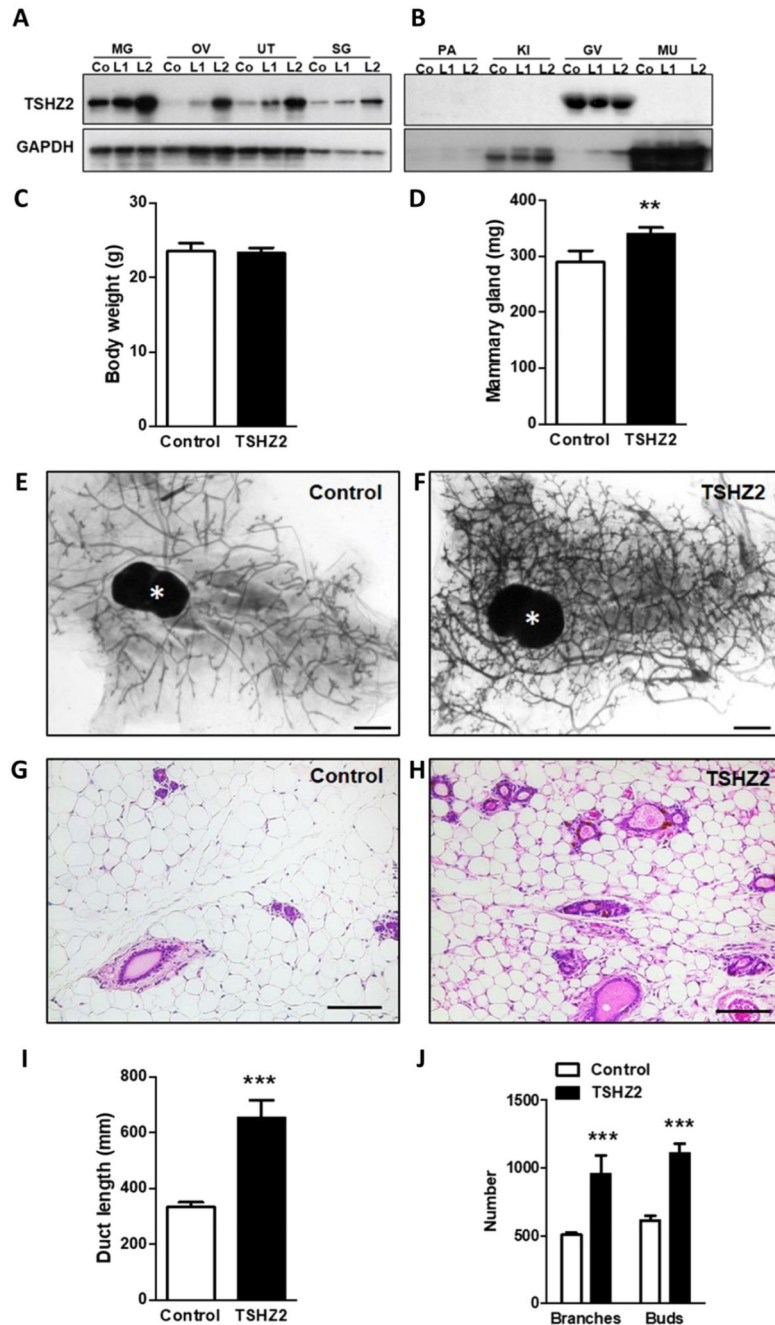 A
MG OV UT SG
Co L1 L2 Co L1 L2 Co L1 L2 Co L1 L2
TSHZ2
GAPDH
B
PA KI GV MU
Co L1 L2 Co L1 L2 Co L1 L2 Co L1 L2
C
Body weight (g)
30
20
10
0
Control TSHZ2
D
**
Mammary gland (mg)
400
300
200
100
0
Control TSHZ2
E
Control
*
F
TSHZ2
*
G
Control
H
TSHZ2
I
***
Duct length (mm)
800
600
400
200
0
Control TSHZ2
J
Control
TSHZ2
Number
1500
1000
500
0
*** ***
Branches Buds